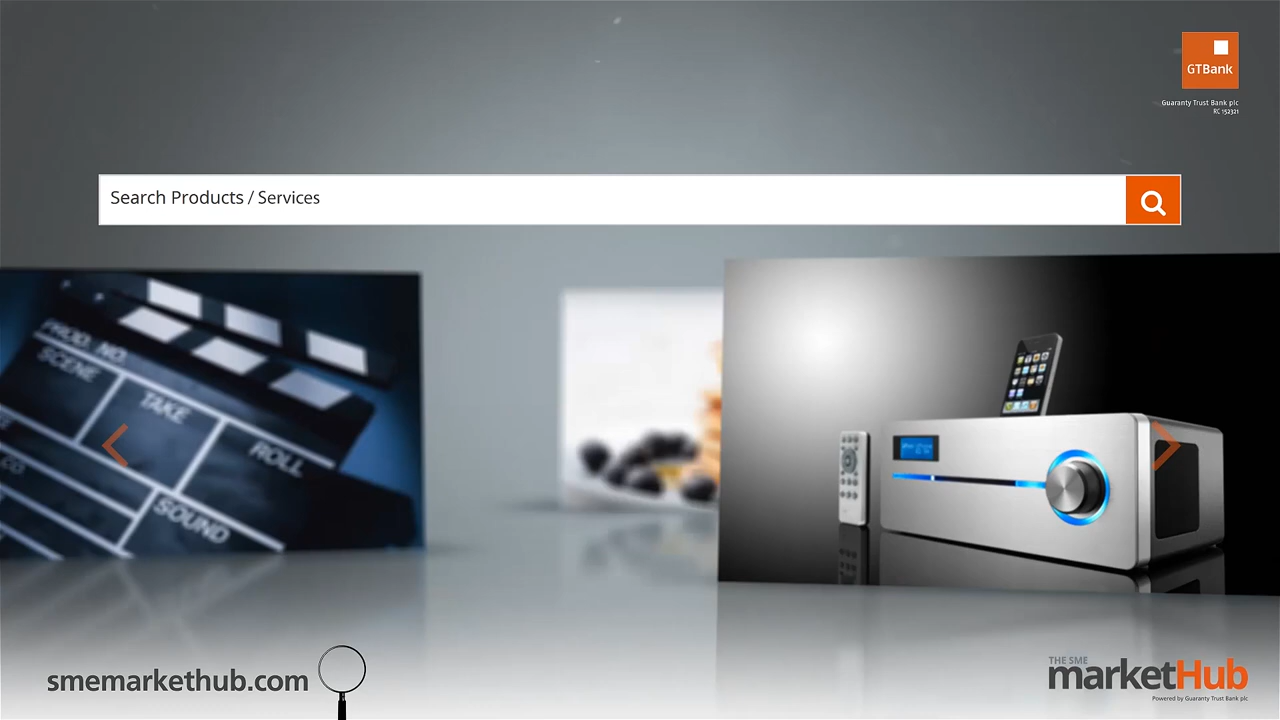 GTBank
Guaranty Trust Bank plc
RC 152321
Search Products / Services
PROD. NO.
SCENE
TAKE
ROLL
CO
SOUND
smemarkethub.com
THE SME
marketHub
Powered by Guaranty Trust Bank plc